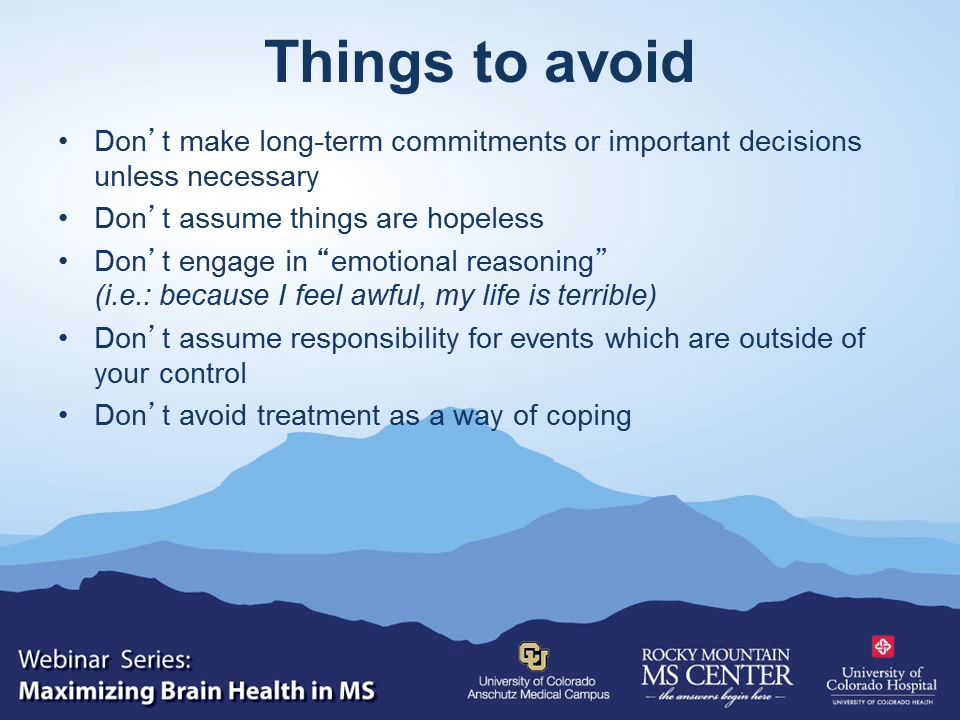 Things to avoid
• Don’t make long-term commitments or important decisions
unless necessary
• Don’t assume things are hopeless
• Don’t engage in “emotional reasoning”
(i.e.: because I feel awful, my life is terrible)
• Don’t assume responsibility for events which are outside of
your control
• Don’t avoid treatment as a way of coping
Webinar Series:
Maximizing Brain Health in MS
CU
University of Colorado
Anschutz Medical Campus
ROCKY MOUNTAIN
MS CENTER
the answers begin here
University of
Colorado Hospital
UNIVERSITY OF COLORADO HEALTH